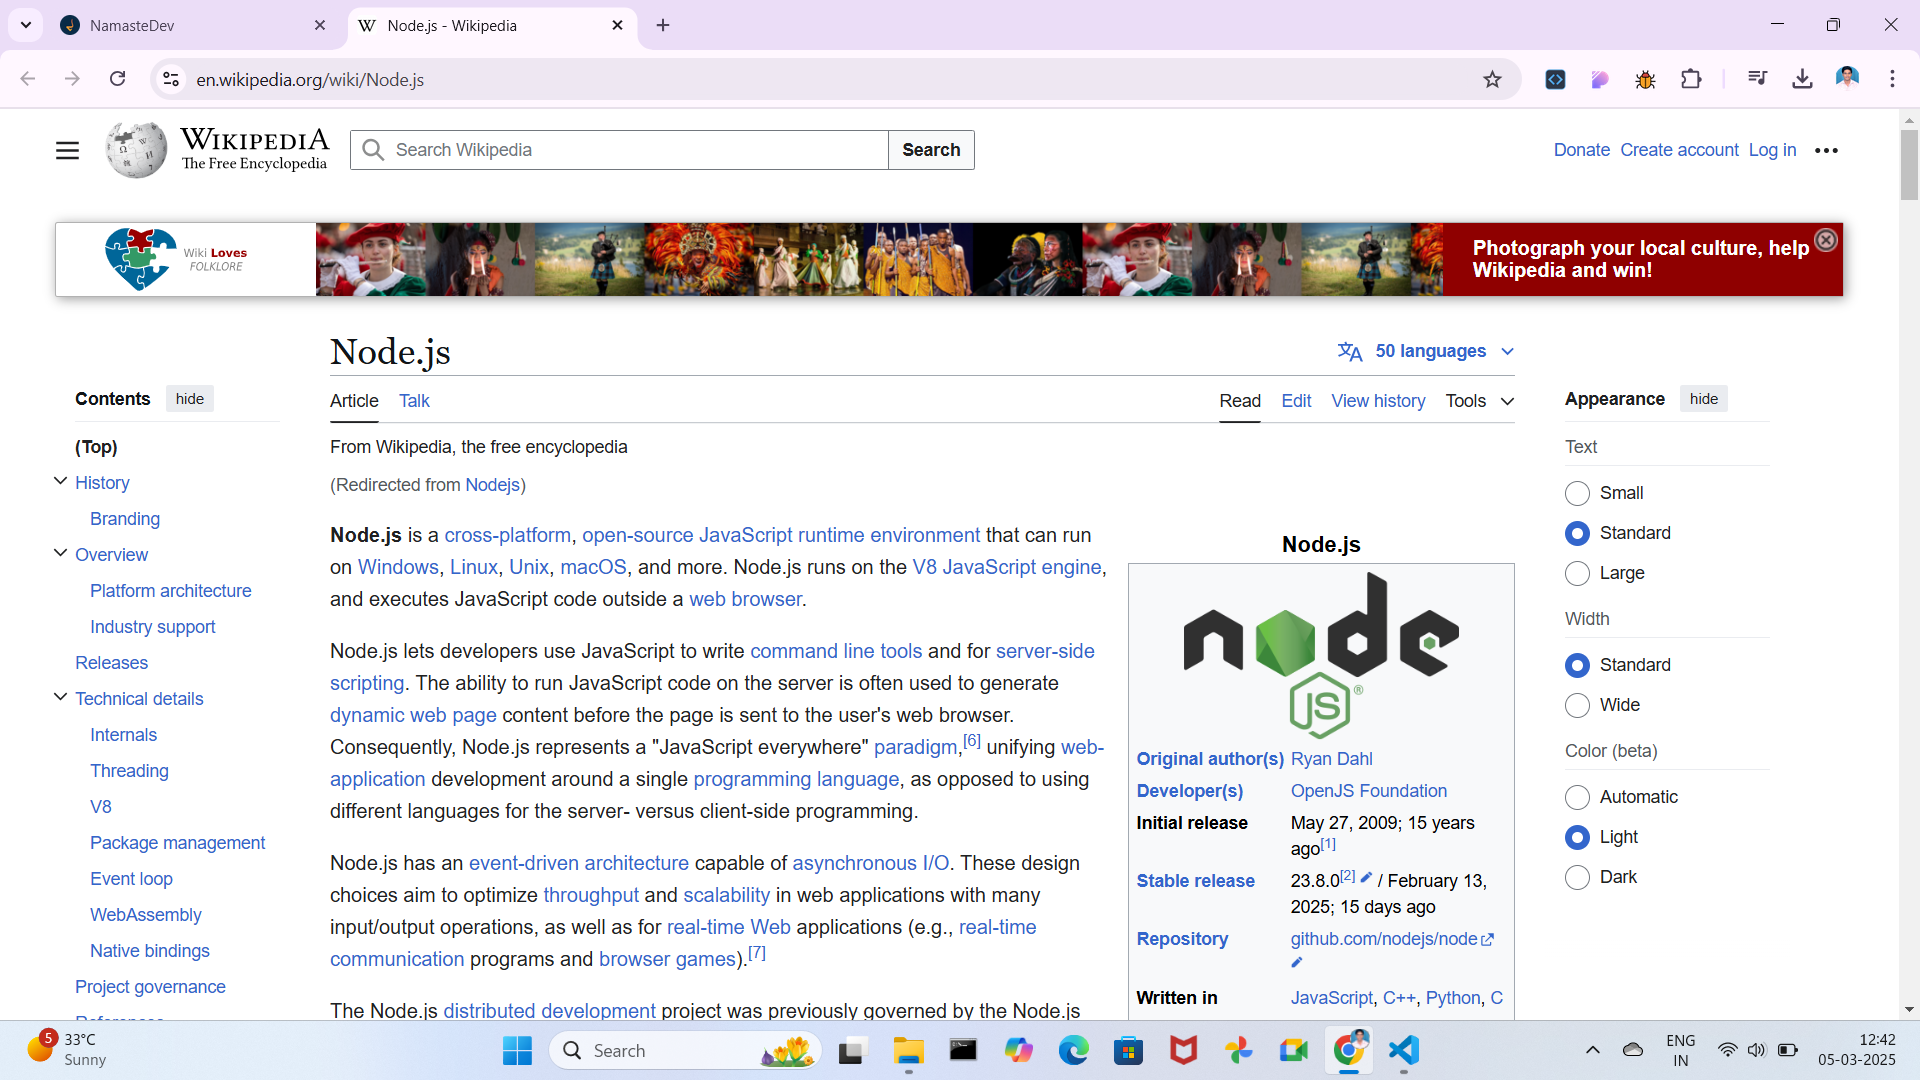 NamasteDev
Node.js - Wikipedia
en.wikipedia.org/wiki/Node.js
WIKIPEDIA
The Free Encyclopedia
Search Wikipedia
Search
Donate Create account Log in
Wiki Loves
FOLKLORE
Photograph your local culture, help
Wikipedia and win!
Node.js
50 languages
Contents hide
Article Talk
Read Edit View history Tools
(Top)
History
Branding
Overview
Platform architecture
Industry support
Releases
Technical details
Internals
Threading
V8
Package management
Event loop
WebAssembly
Native bindings
Project governance
References
From Wikipedia, the free encyclopedia
(Redirected from Nodejs)
Node.js is a cross-platform, open-source JavaScript runtime environment that can run
on Windows, Linux, Unix, macOS, and more. Node.js runs on the V8 JavaScript engine,
and executes JavaScript code outside a web browser.
Node.js lets developers use JavaScript to write command line tools and for server-side
scripting. The ability to run JavaScript code on the server is often used to generate
dynamic web page content before the page is sent to the user's web browser.
Consequently, Node.js represents a "JavaScript everywhere" paradigm,[6] unifying web-
application development around a single programming language, as opposed to using
different languages for the server- versus client-side programming.
Node.js has an event-driven architecture capable of asynchronous I/O. These design
choices aim to optimize throughput and scalability in web applications with many
input/output operations, as well as for real-time Web applications (e.g., real-time
communication programs and browser games).[7]
The Node.js distributed development project was previously governed by the Node.js
Node.js
node
JS®
Original author(s) Ryan Dahl
Developer(s) OpenJS Foundation
Initial release May 27, 2009; 15 years
ago[1]
Stable release 23.8.0[2] / February 13,
2025; 15 days ago
Repository github.com/nodejs/node
Written in JavaScript, C++, Python, C
Appearance hide
Text
Small
Standard
Large
Width
Standard
Wide
Color (beta)
Automatic
Light
Dark
5
33°C
Sunny
Search
ENG
IN
12:42
05-03-2025